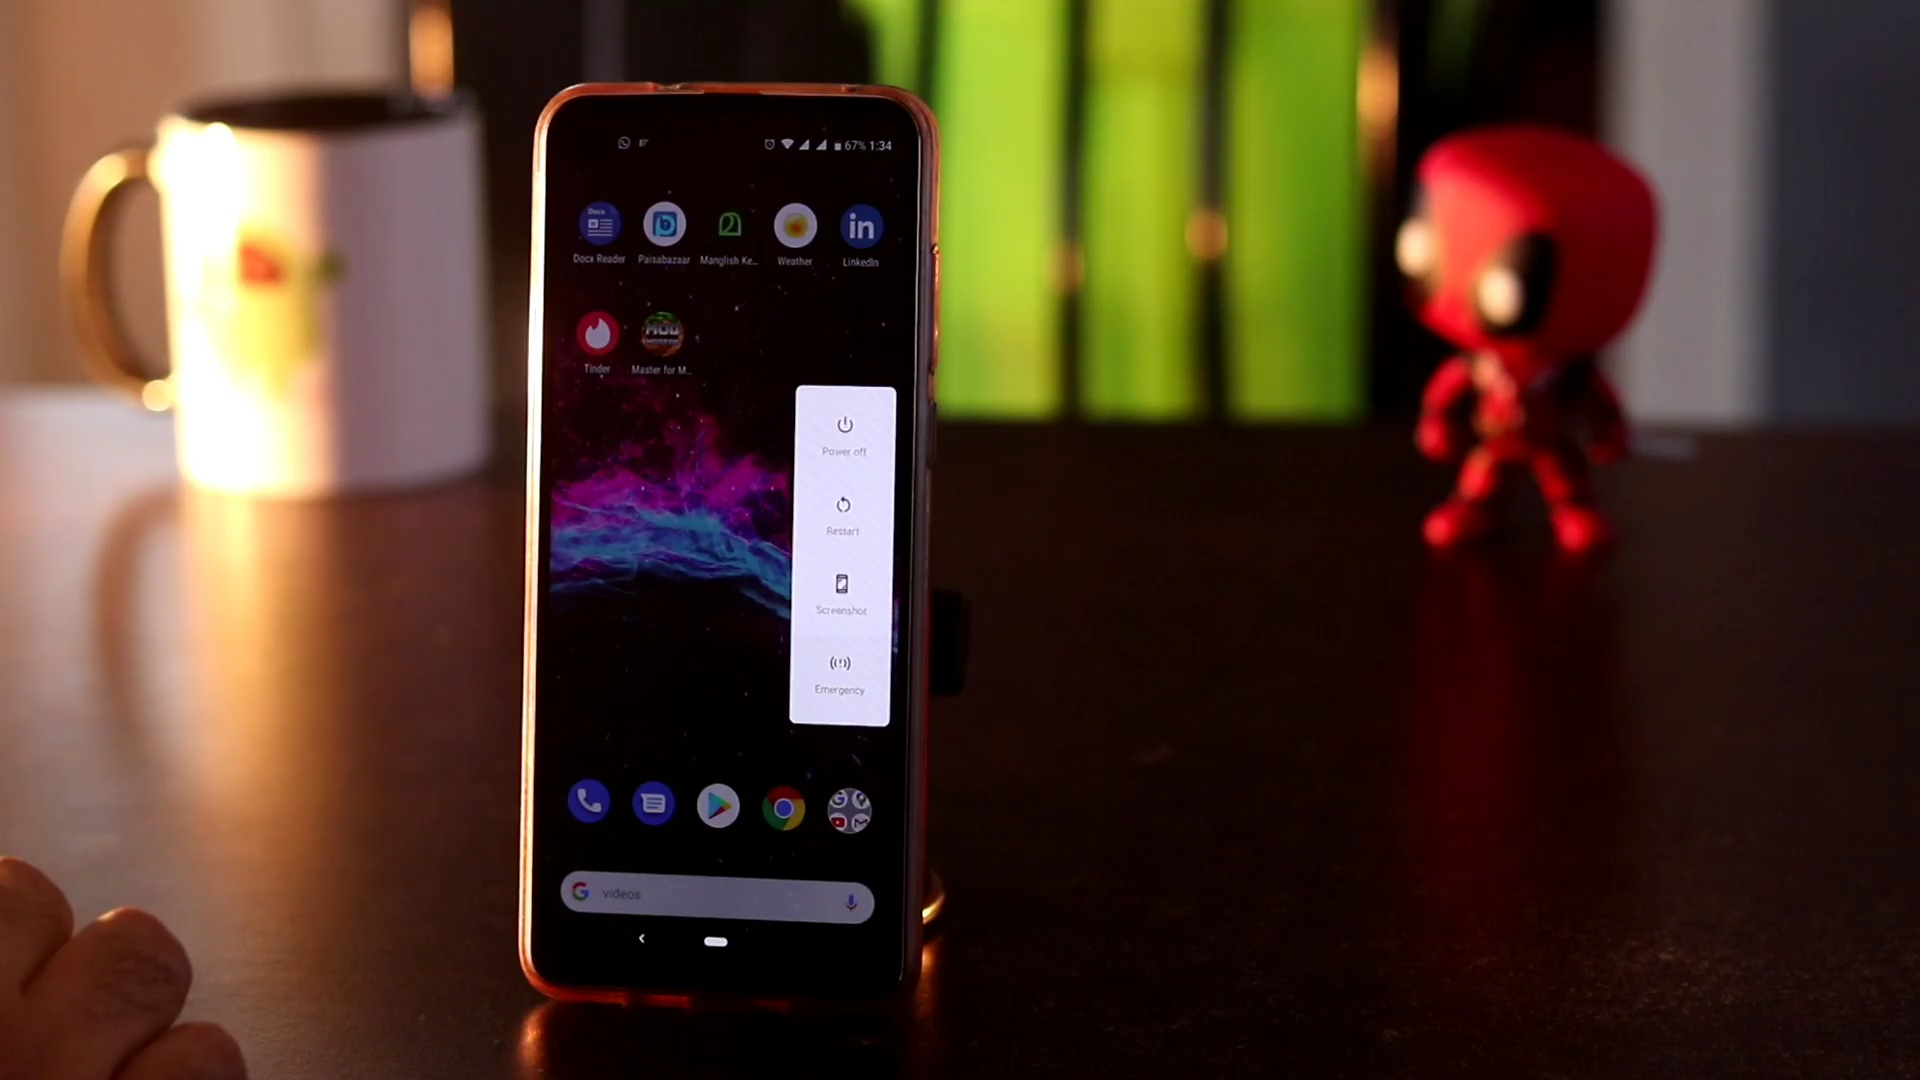 87° 67% 1:34
Docx Reader Paisabazaar Manglish Ke... Weather LinkedIn
Tinder Master for M...
Power off
Restart
Screenshot
Emergency
G videos